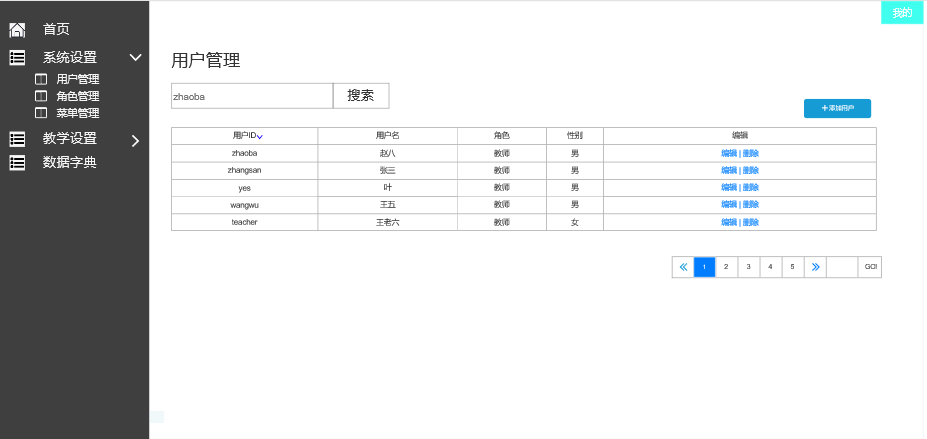 我的
首页
系统设置
用户管理
角色管理
菜单管理
教学设置
数据字典
用户管理
zhaoba 搜索
+添加用户
用户ID 用户名 角色 性别 编辑
zhaoba 赵八 教师 男 编辑 | 删除
zhangsan 张三 教师 男 编辑 | 删除
yes 叶 教师 男 编辑 | 删除
wangwu 王五 教师 男 编辑 | 删除
teacher 王老六 教师 女 编辑 | 删除
« 1 2 3 4 5 » GO!